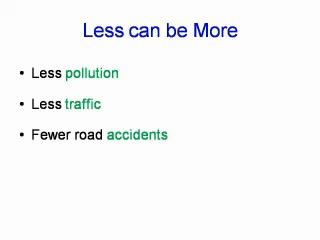 Less can be More
• Less pollution
• Less traffic
• Fewer road accidents